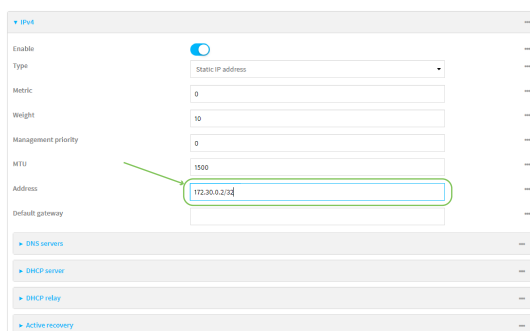 IPv4
Enable
Type Static IP address
Metric 0
Weight 10
Management priority 0
MTU 1500
Address 172.30.0.2/32
Default gateway
DNS servers
DHCP server
DHCP relay
Active recovery